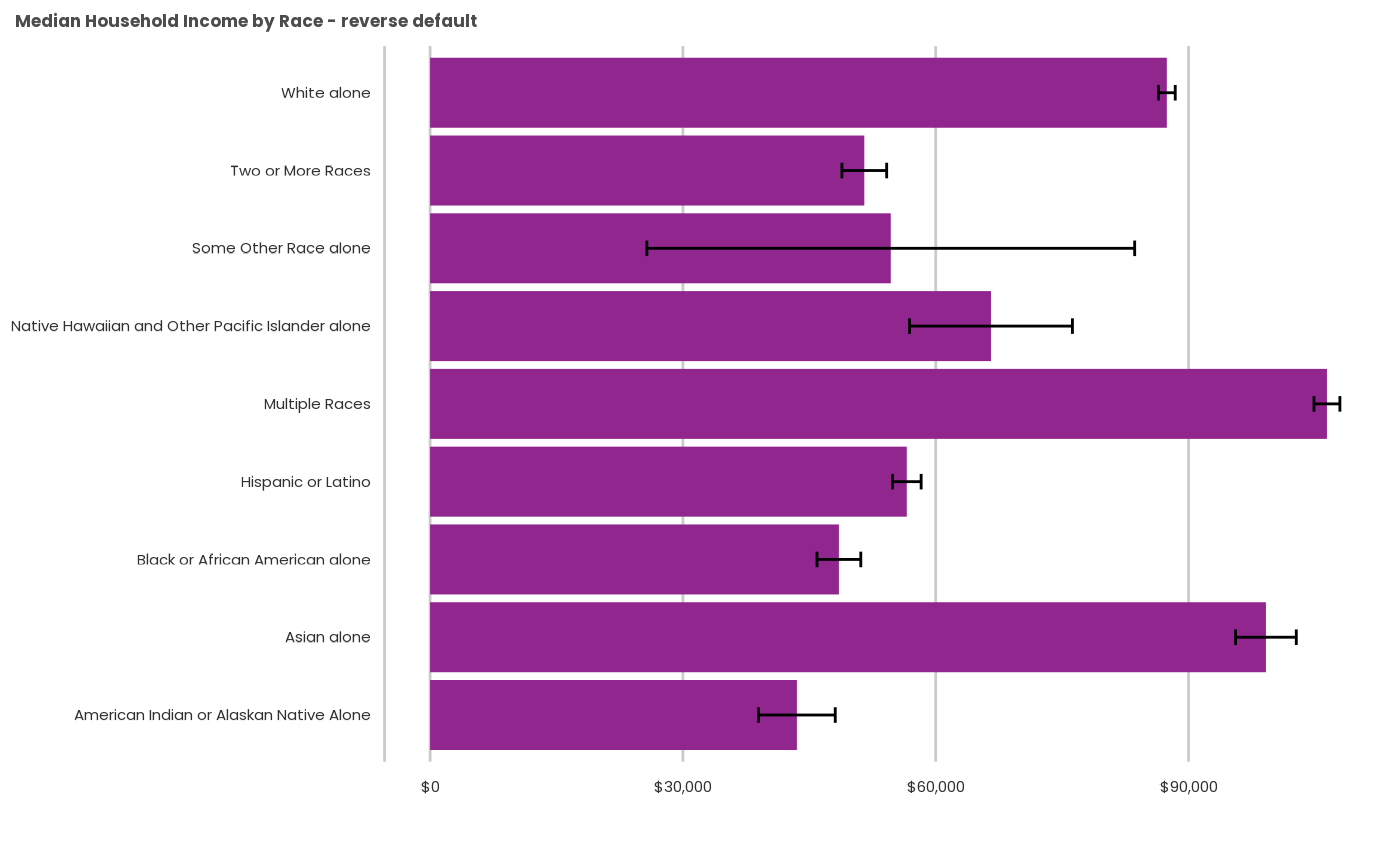 Median Household Income by Race - reverse default
White alone
Two or More Races
Some Other Race alone
Native Hawaiian and Other Pacific Islander alone
Multiple Races
Hispanic or Latino
Black or African American alone
Asian alone
American Indian or Alaskan Native Alone
$0 $30,000 $60,000 $90,000